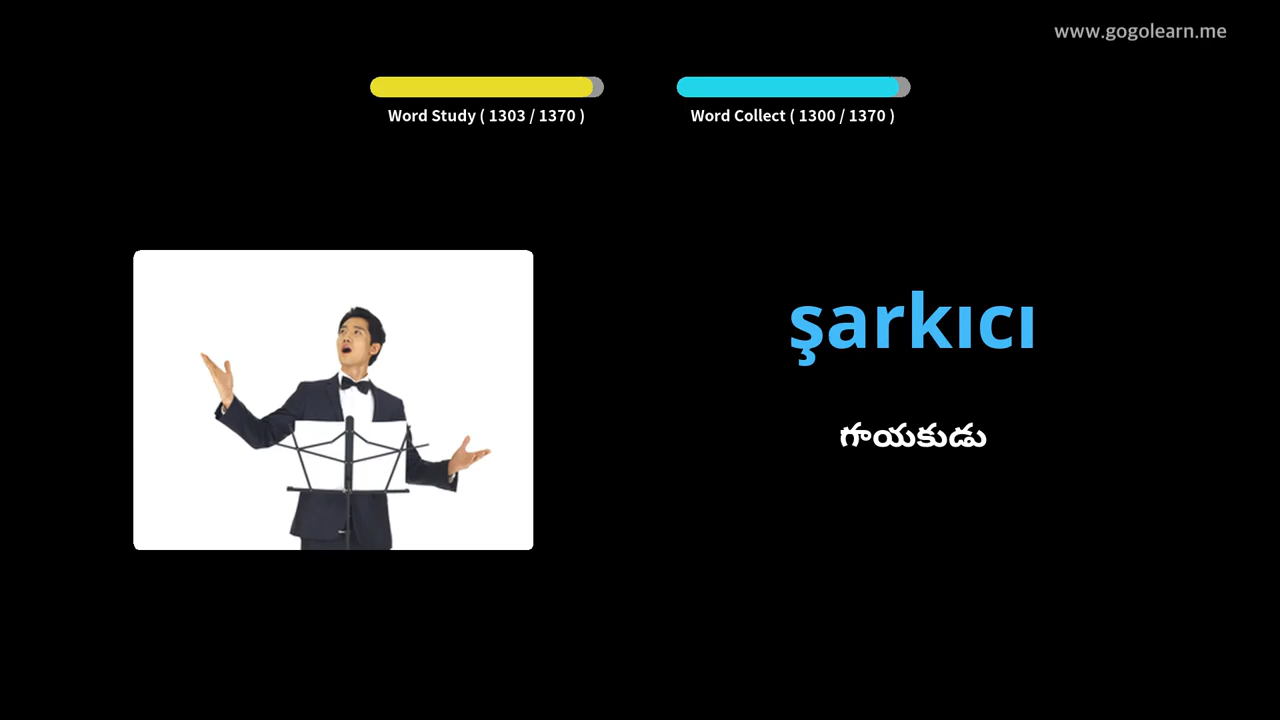 www.gogolearn.me
Word Study ( 1303 / 1370 )
Word Collect ( 1300 / 1370 )
şarkıcı
గాయకుడు